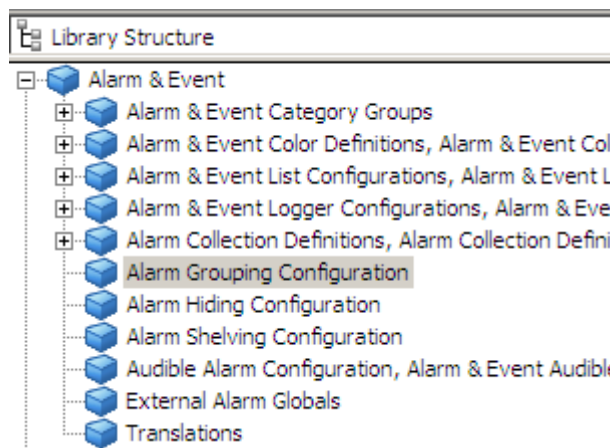 Library Structure
Alarm & Event
Alarm & Event Category Groups
Alarm & Event Color Definitions, Alarm & Event Col
Alarm & Event List Configurations, Alarm & Event L
Alarm & Event Logger Configurations, Alarm & Eve
Alarm Collection Definitions, Alarm Collection Defini
Alarm Grouping Configuration
Alarm Hiding Configuration
Alarm Shelving Configuration
Audible Alarm Configuration, Alarm & Event Audible
External Alarm Globals
Translations